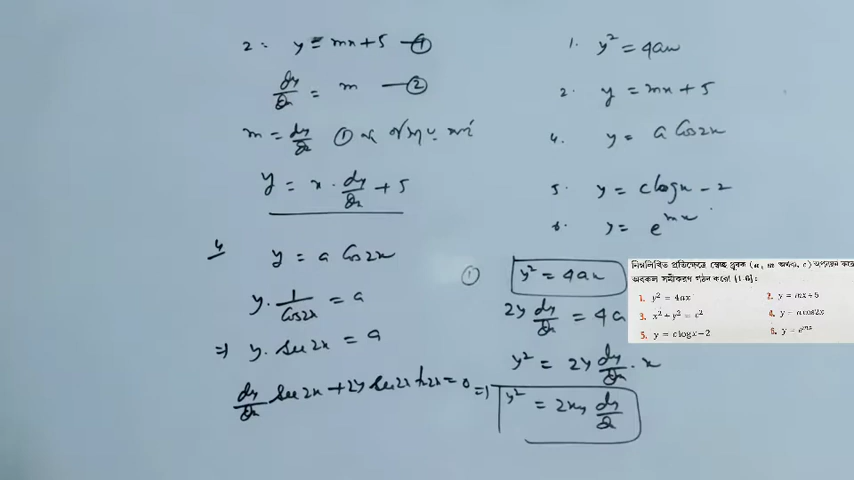 2. y = mx + 5 —①
dy/dx = m —②
m = dy/dx ①
y = x · dy/dx + 5
4 y = a Cos2x
y · 1/Cos2x = a
⇒ y · sec2x = a
dy/dx sec2x + 2y sec2x tan2x = 0
1. y² = 4ax
2. y = mx + 5
4. y = a Cos2x
5. y = clogx - 2
6. y = e^mx
① y² = 4ax
2y dy/dx = 4a
y² = 2y dy/dx · x
⇒ y² = 2xy dy/dx
নিম্নলিখিত প্রতিক্ষেত্রে স্বেচ্ছ ধ্রুবক (a, m অথবা, c) অপনয়ন করে
অবকল সমীকরণ গঠন করো [1-6]:
1. y² = 4ax 2. y = mx + 5
3. x² + y² = c² 4. y = acos2x
5. y = clogx - 2 6. y = e^mx